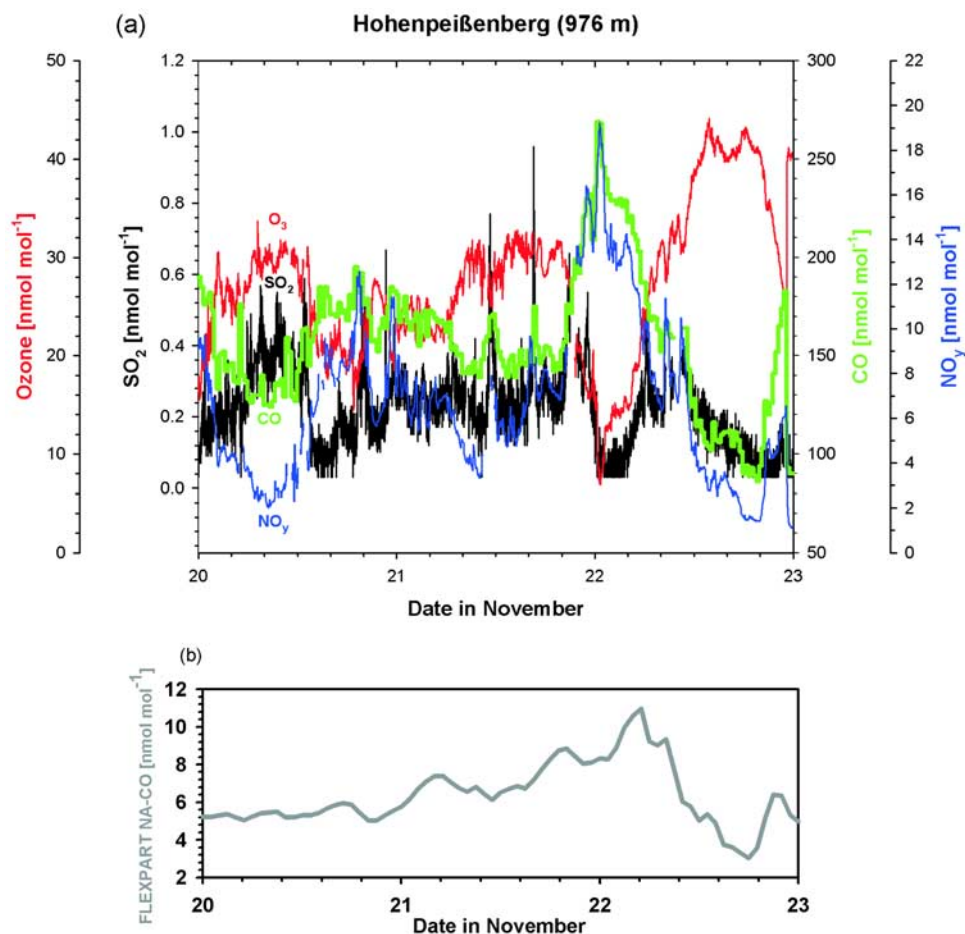 (a)
Hohenpeißenberg (976 m)
50
40
30
20
10
0
Ozone [nmol mol-1]
1.2
1.0
0.8
0.6
0.4
0.2
0.0
SO2 [nmol mol-1]
O3
SO2
CO
NOy
300
250
200
150
100
50
CO [nmol mol-1]
22
20
18
16
14
12
10
8
6
4
2
0
NOy [nmol mol-1]
20 21 22 23
Date in November
(b)
12
10
8
6
4
2
FLEXPART NA-CO [nmol mol-1]
20 21 22 23
Date in November